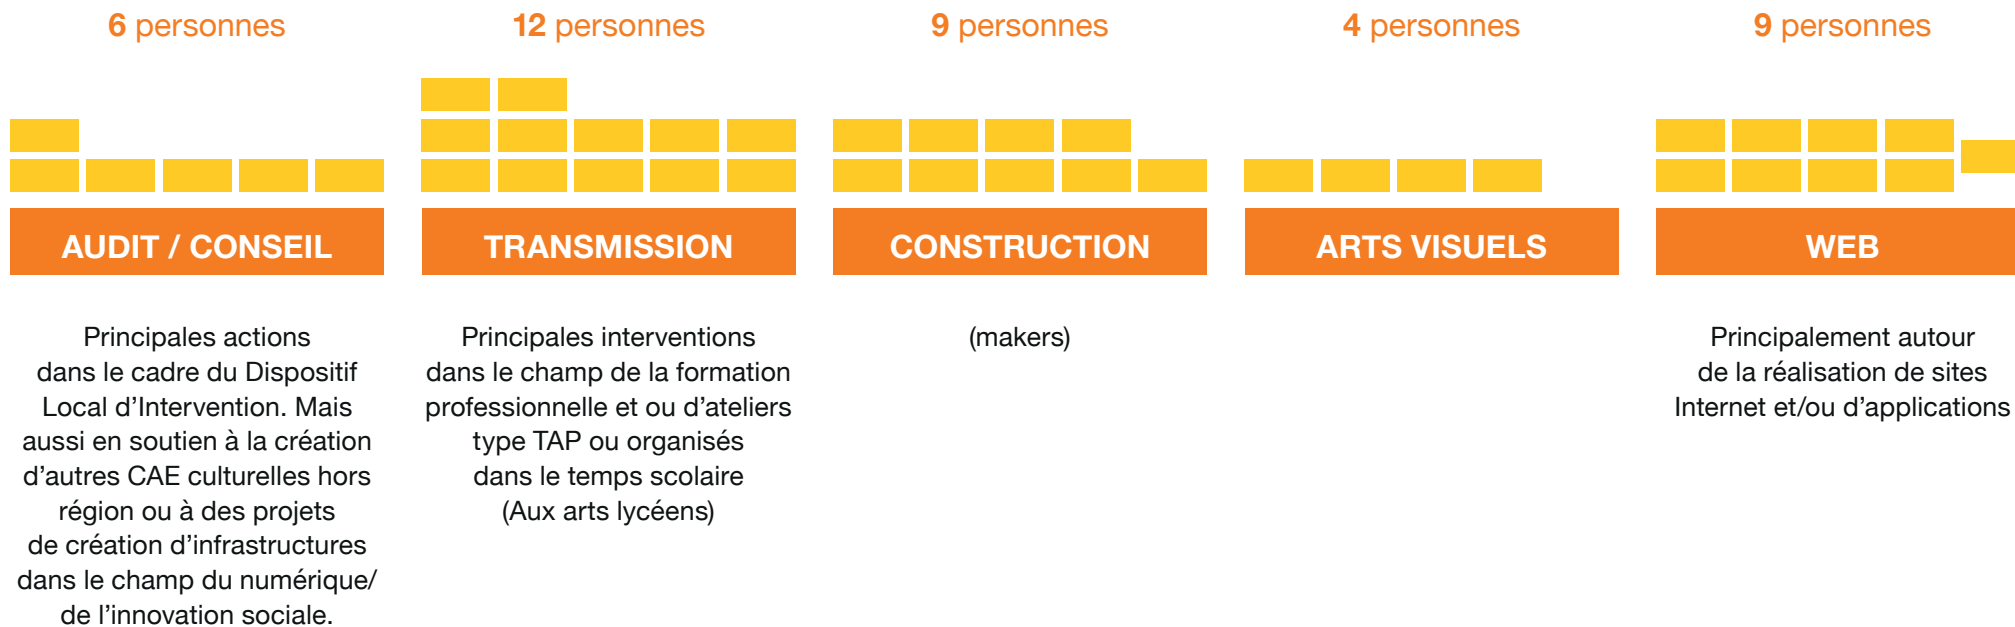 6 personnes
12 personnes
9 personnes
4 personnes
9 personnes
AUDIT / CONSEIL
TRANSMISSION
CONSTRUCTION
ARTS VISUELS
WEB
Principales actions
dans le cadre du Dispositif
Local d’Intervention. Mais
aussi en soutien à la création
d’autres CAE culturelles hors
région ou à des projets
de création d’infrastructures
dans le champ du numérique/
de l’innovation sociale.
Principales interventions
dans le champ de la formation
professionnelle et ou d’ateliers
type TAP ou organisés
dans le temps scolaire
(Aux arts lycéens)
(makers)
Principalement autour
de la réalisation de sites
Internet et/ou d’applications